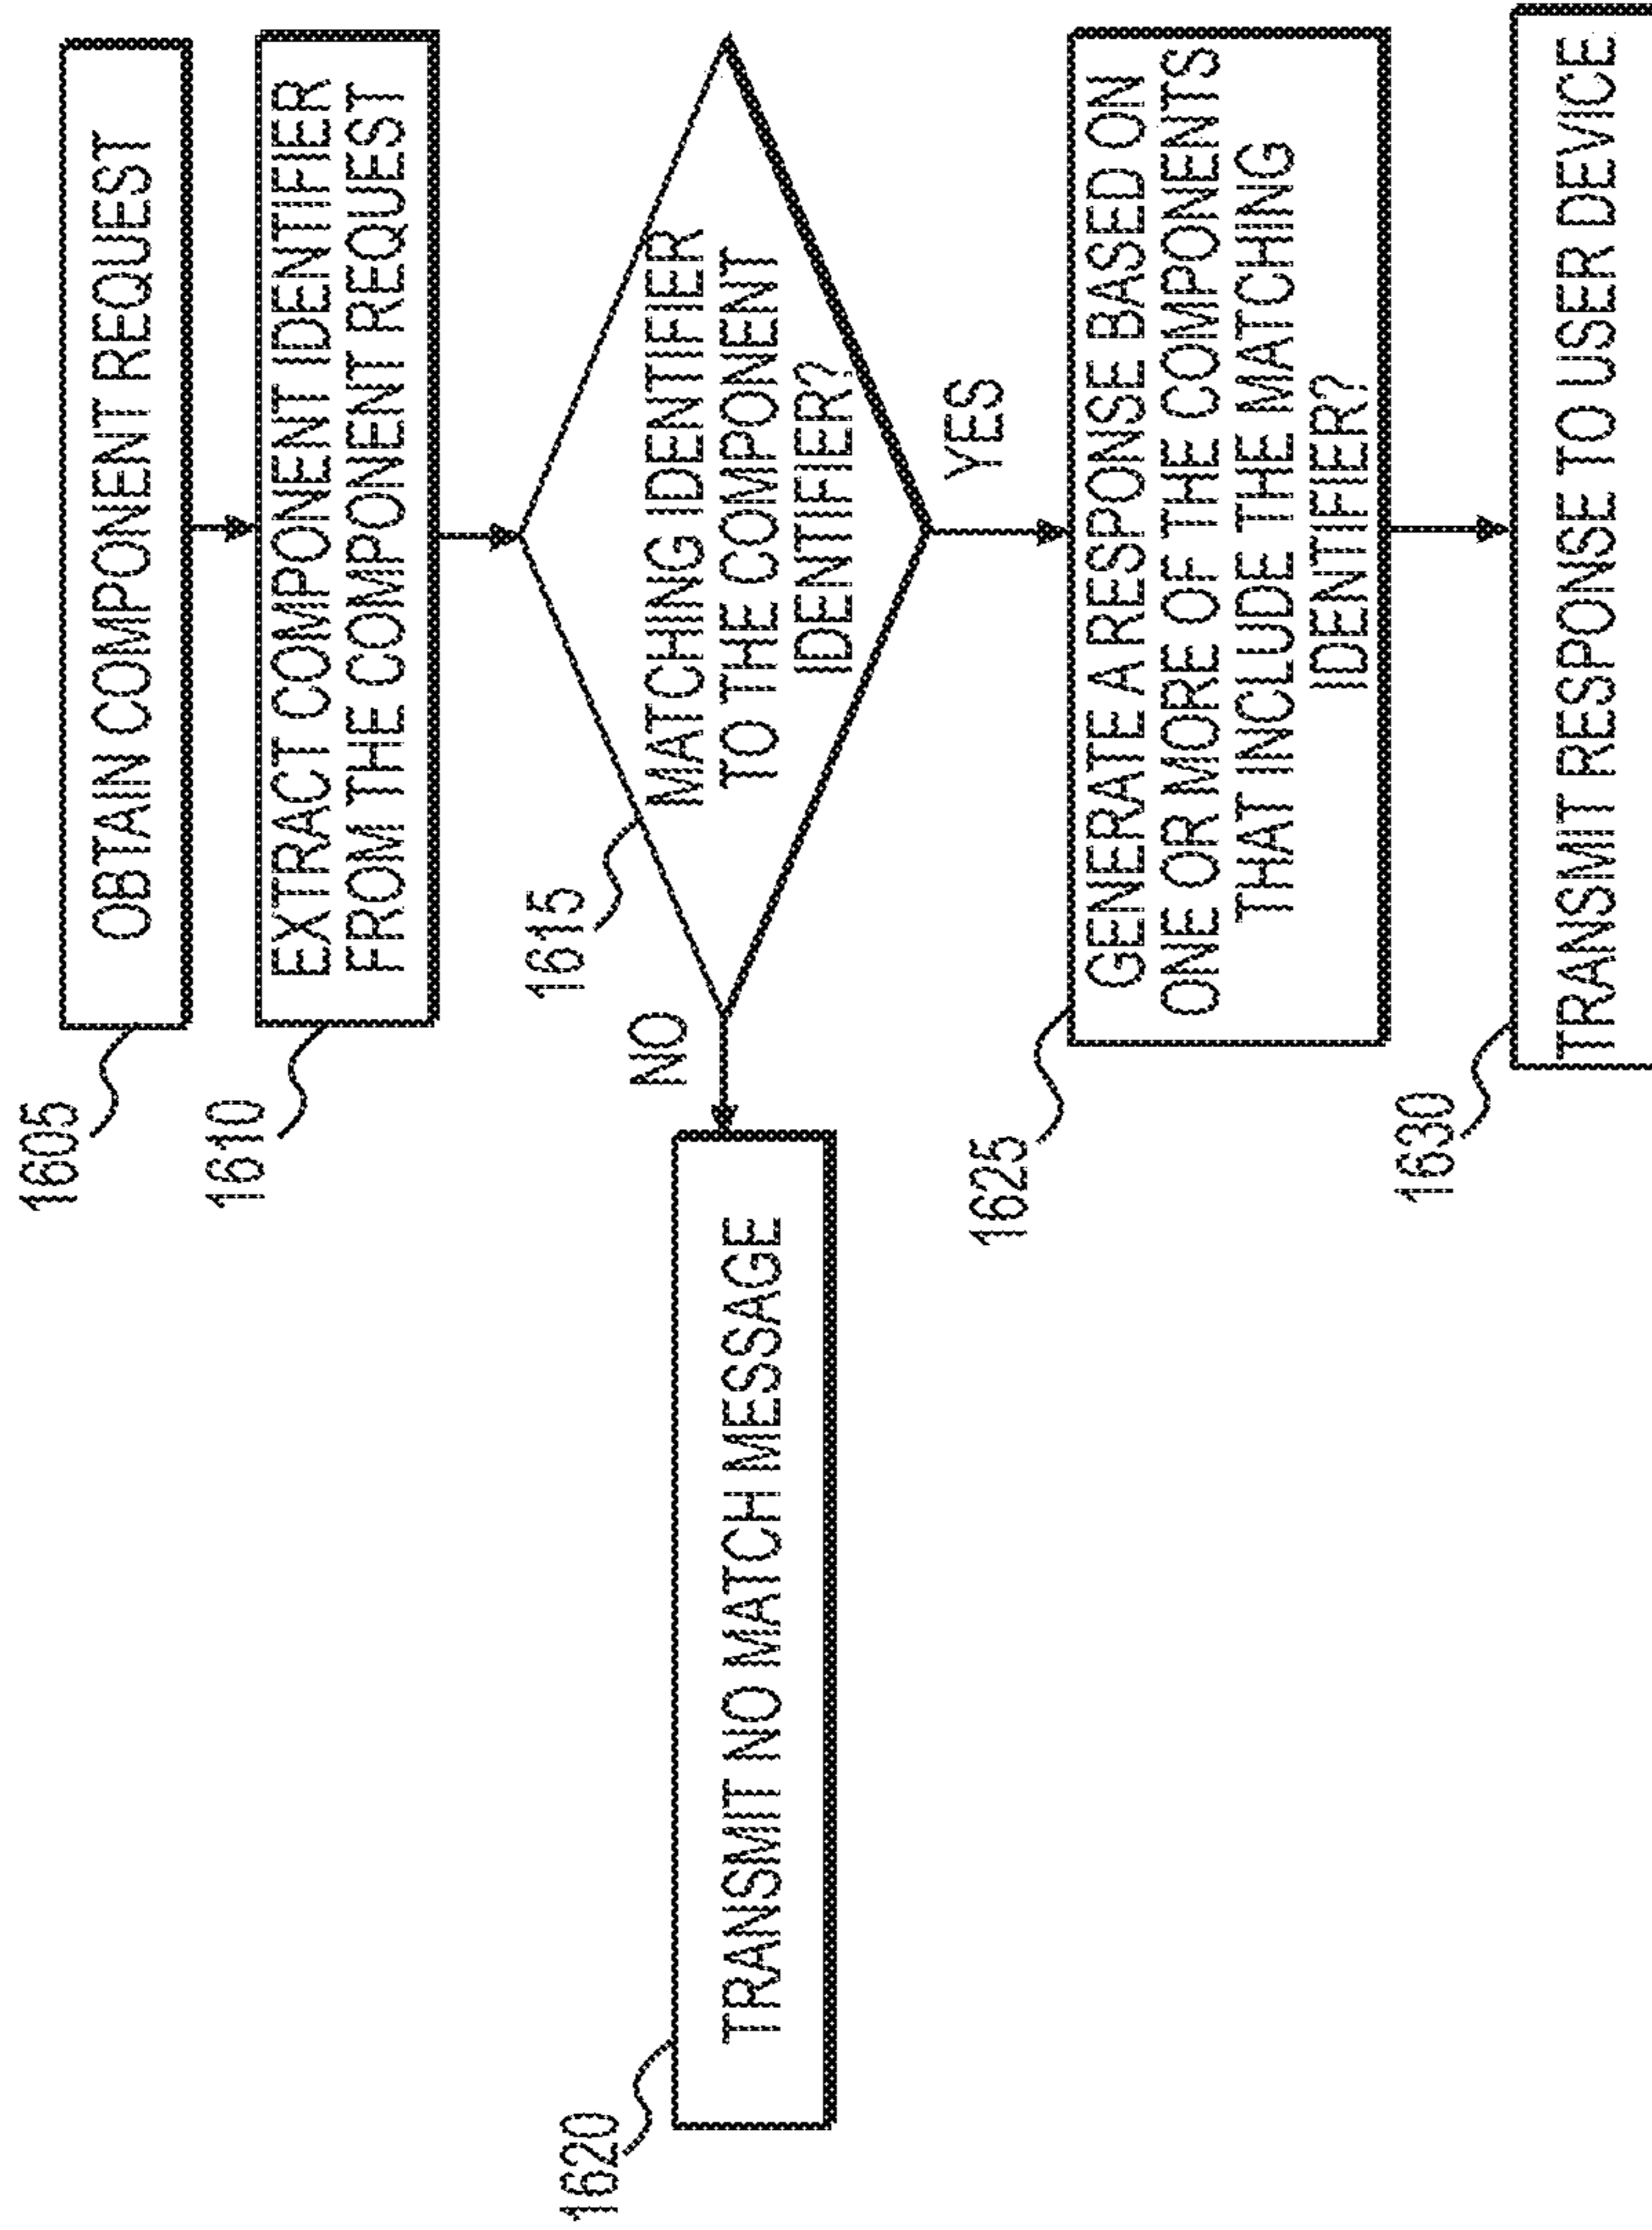 1605
OBTAIN COMPONENT REQUEST
1610
EXTRACT COMPONENT IDENTIFIER
FROM THE COMPONENT REQUEST
1615
MATCHING IDENTIFIER
TO THE COMPONENT
IDENTIFIER?
NO
1620
TRANSMIT NO MATCH MESSAGE
YES
1625
GENERATE A RESPONSE BASED ON
ONE OR MORE OF THE COMPONENTS
THAT INCLUDE THE MATCHING
IDENTIFIER?
1630
TRANSMIT RESPONSE TO USER DEVICE